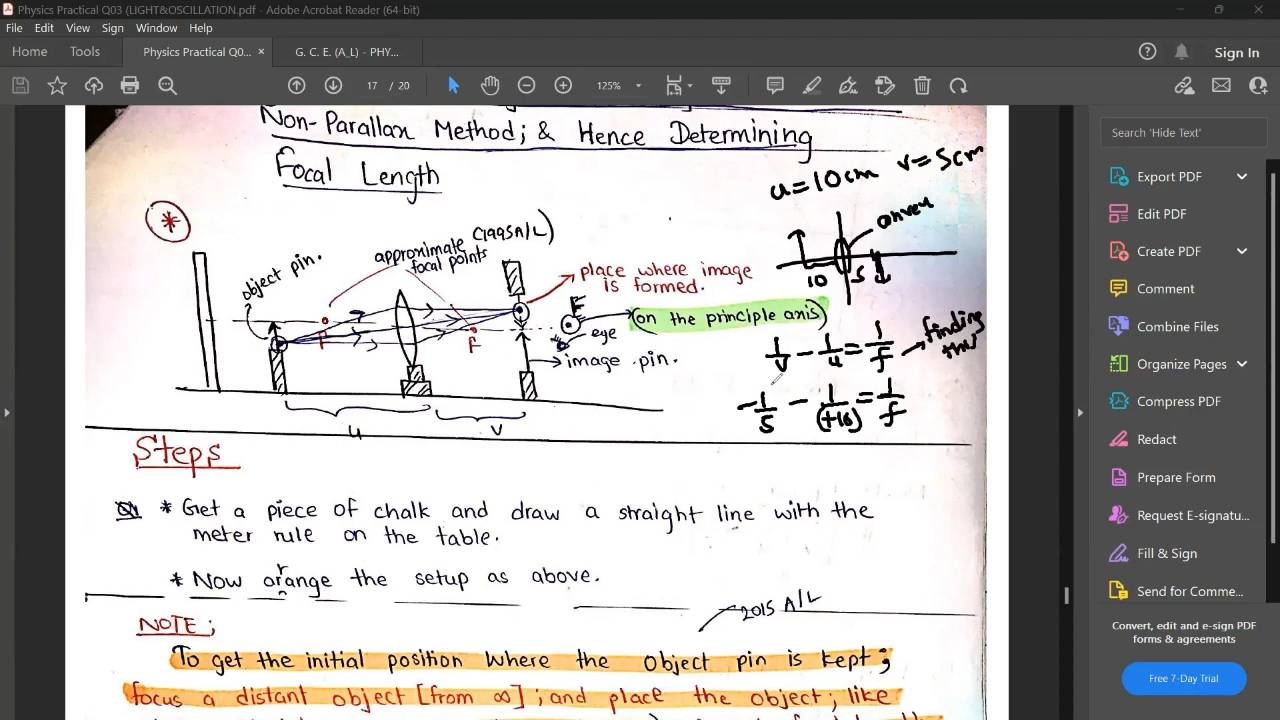 Physics Practical Q03 (LIGHT&OSCILLATION.pdf - Adobe Acrobat Reader (64-bit)
File Edit View Sign Window Help
Home Tools Physics Practical Q0... × G. C. E. (A_L) - PHY... Sign In
17 / 20 125%
Non-Parallax Method; & Hence Determining
Focal Length
u=10cm v=5cm
convex
10 5
object pin.
approximate
focal points
(1995 A/L)
place where image
is formed.
F F
E
eye
(on the principle axis)
image pin.
u v
1/v - 1/u = 1/f
finding
this
-1/5 - 1/(+10) = 1/f
Steps
* Get a piece of chalk and draw a straight line with the
meter rule on the table.
* Now arrange the setup as above.
2015 A/L
NOTE;
To get the initial position where the object pin is kept;
focus a distant object [from ∞]; and place the object; like
Search 'Hide Text'
Export PDF
Edit PDF
Create PDF
Comment
Combine Files
Organize Pages
Compress PDF
Redact
Prepare Form
Request E-signatu...
Fill & Sign
Send for Comme...
Convert, edit and e-sign PDF
forms & agreements
Free 7-Day Trial